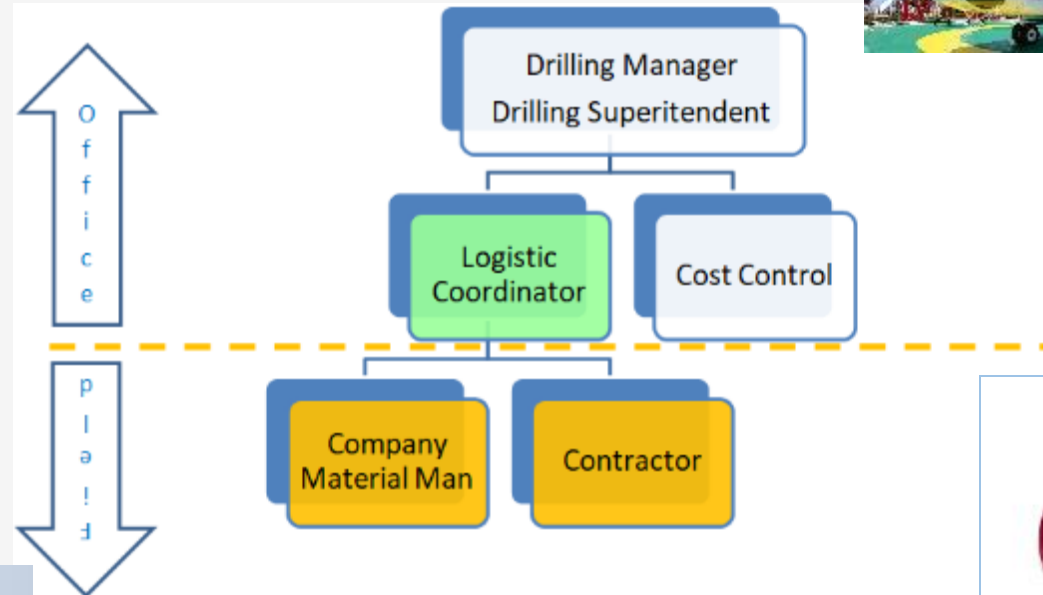 Office
Drilling Manager
Drilling Superitendent
Logistic
Coordinator
Cost Control
Field
Company
Material Man
Contractor